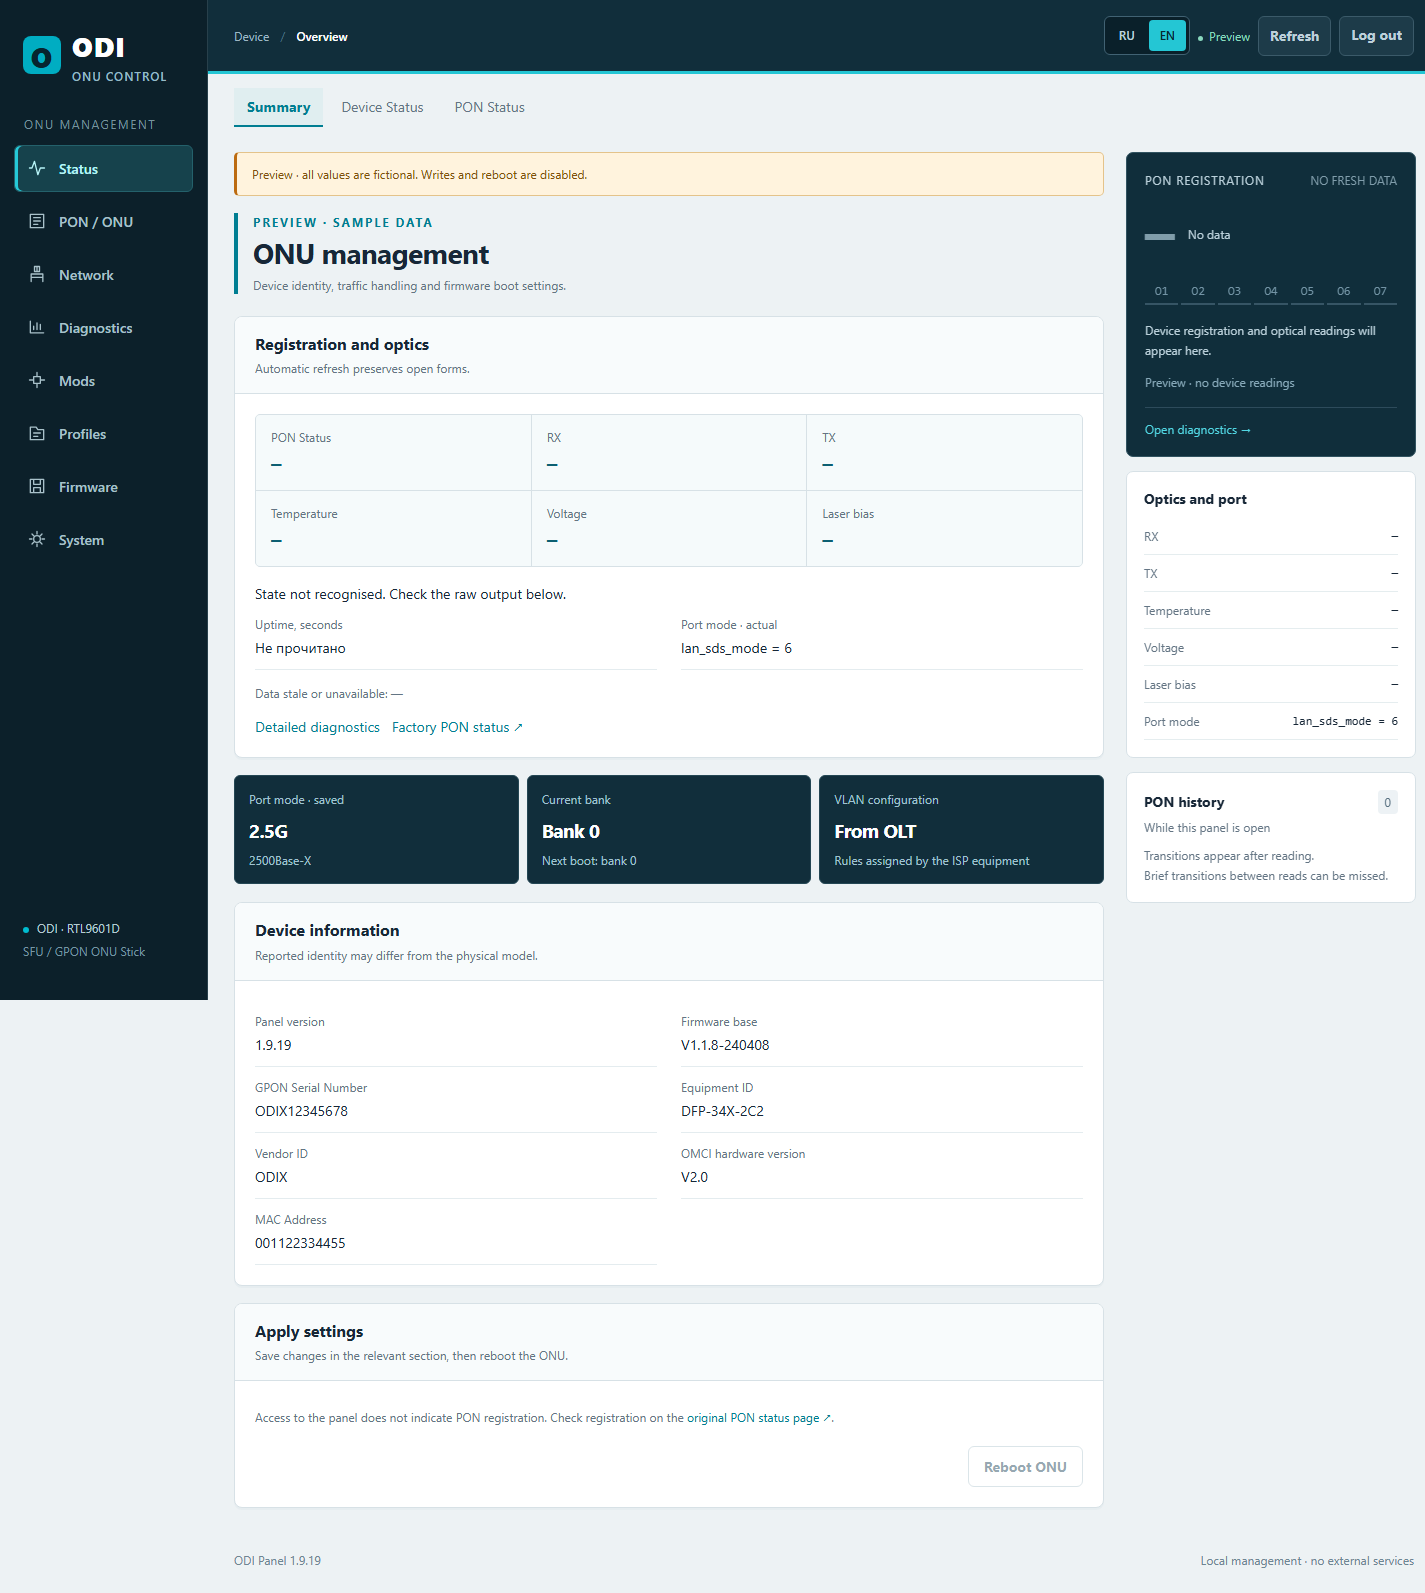 ODI
ONU CONTROL
ONU MANAGEMENT
Status
PON / ONU
Network
Diagnostics
Mods
Profiles
Firmware
System
ODI · RTL9601D
SFU / GPON ONU Stick
Device / Overview
RU EN Preview Refresh Log out
Summary Device Status PON Status
Preview · all values are fictional. Writes and reboot are disabled.
PREVIEW · SAMPLE DATA
ONU management
Device identity, traffic handling and firmware boot settings.
Registration and optics
Automatic refresh preserves open forms.
PON Status RX TX
— — —
Temperature Voltage Laser bias
— — —
State not recognised. Check the raw output below.
Uptime, seconds Port mode · actual
Не прочитано lan_sds_mode = 6
Data stale or unavailable: —
Detailed diagnostics Factory PON status ↗
Port mode · saved
2.5G
2500Base-X
Current bank
Bank 0
Next boot: bank 0
VLAN configuration
From OLT
Rules assigned by the ISP equipment
Device information
Reported identity may differ from the physical model.
Panel version Firmware base
1.9.19 V1.1.8-240408
GPON Serial Number Equipment ID
ODIX12345678 DFP-34X-2C2
Vendor ID OMCI hardware version
ODIX V2.0
MAC Address
001122334455
Apply settings
Save changes in the relevant section, then reboot the ONU.
Access to the panel does not indicate PON registration. Check registration on the original PON status page ↗.
Reboot ONU
PON REGISTRATION NO FRESH DATA
No data
01 02 03 04 05 06 07
Device registration and optical readings will
appear here.
Preview · no device readings
Open diagnostics →
Optics and port
RX —
TX —
Temperature —
Voltage —
Laser bias —
Port mode lan_sds_mode = 6
PON history 0
While this panel is open
Transitions appear after reading.
Brief transitions between reads can be missed.
ODI Panel 1.9.19
Local management · no external services